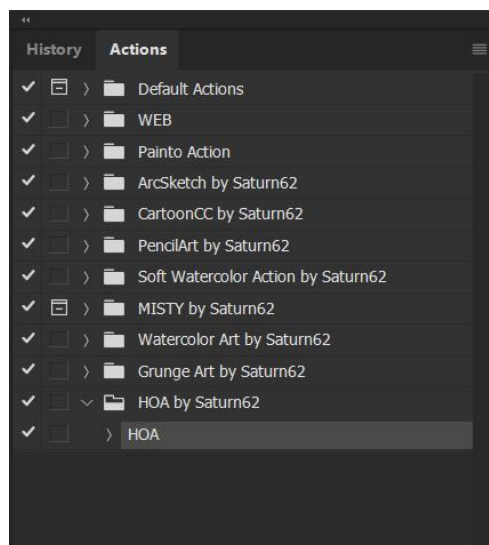 History Actions
Default Actions
WEB
Painto Action
ArcSketch by Saturn62
CartoonCC by Saturn62
PencilArt by Saturn62
Soft Watercolor Action by Saturn62
MISTY by Saturn62
Watercolor Art by Saturn62
Grunge Art by Saturn62
HOA by Saturn62
HOA